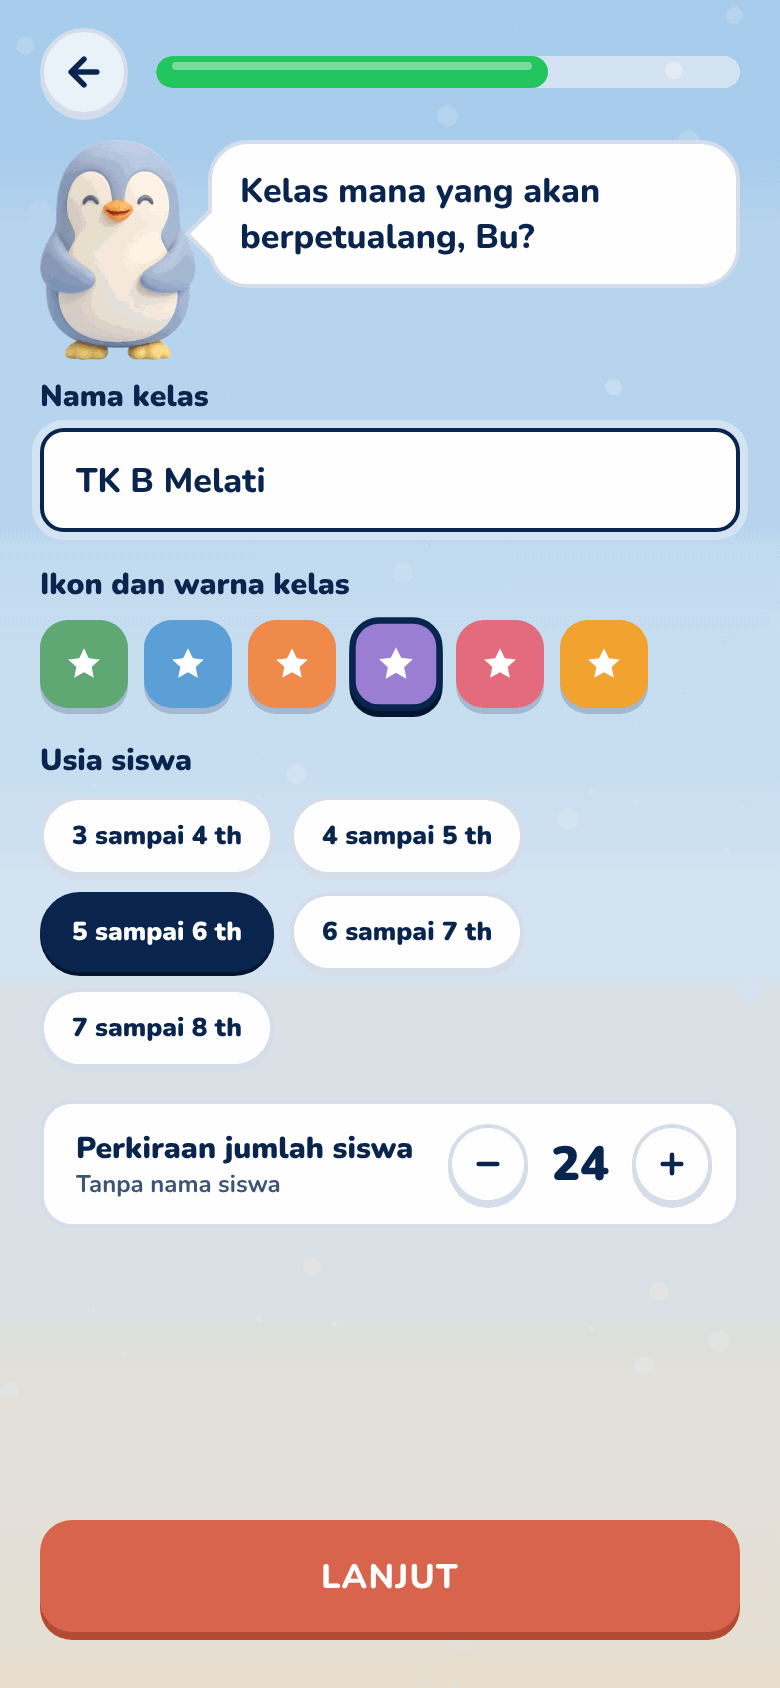 Kelas mana yang akan
berpetualang, Bu?
Nama kelas
TK B Melati
Ikon dan warna kelas
Usia siswa
3 sampai 4 th
4 sampai 5 th
5 sampai 6 th
6 sampai 7 th
7 sampai 8 th
Perkiraan jumlah siswa
Tanpa nama siswa
− 24 +
LANJUT